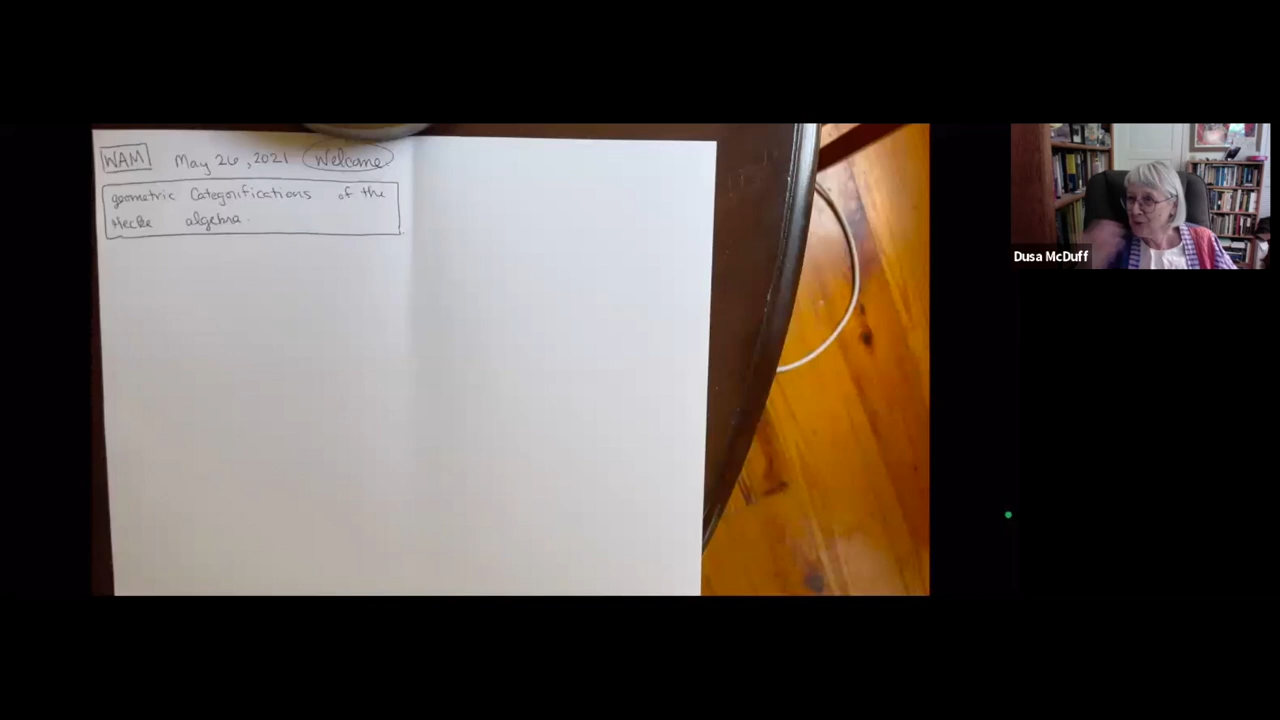 WAM May 26, 2021 Welcome
geometric Categorifications of the
Hecke algebra.
Dusa McDuff